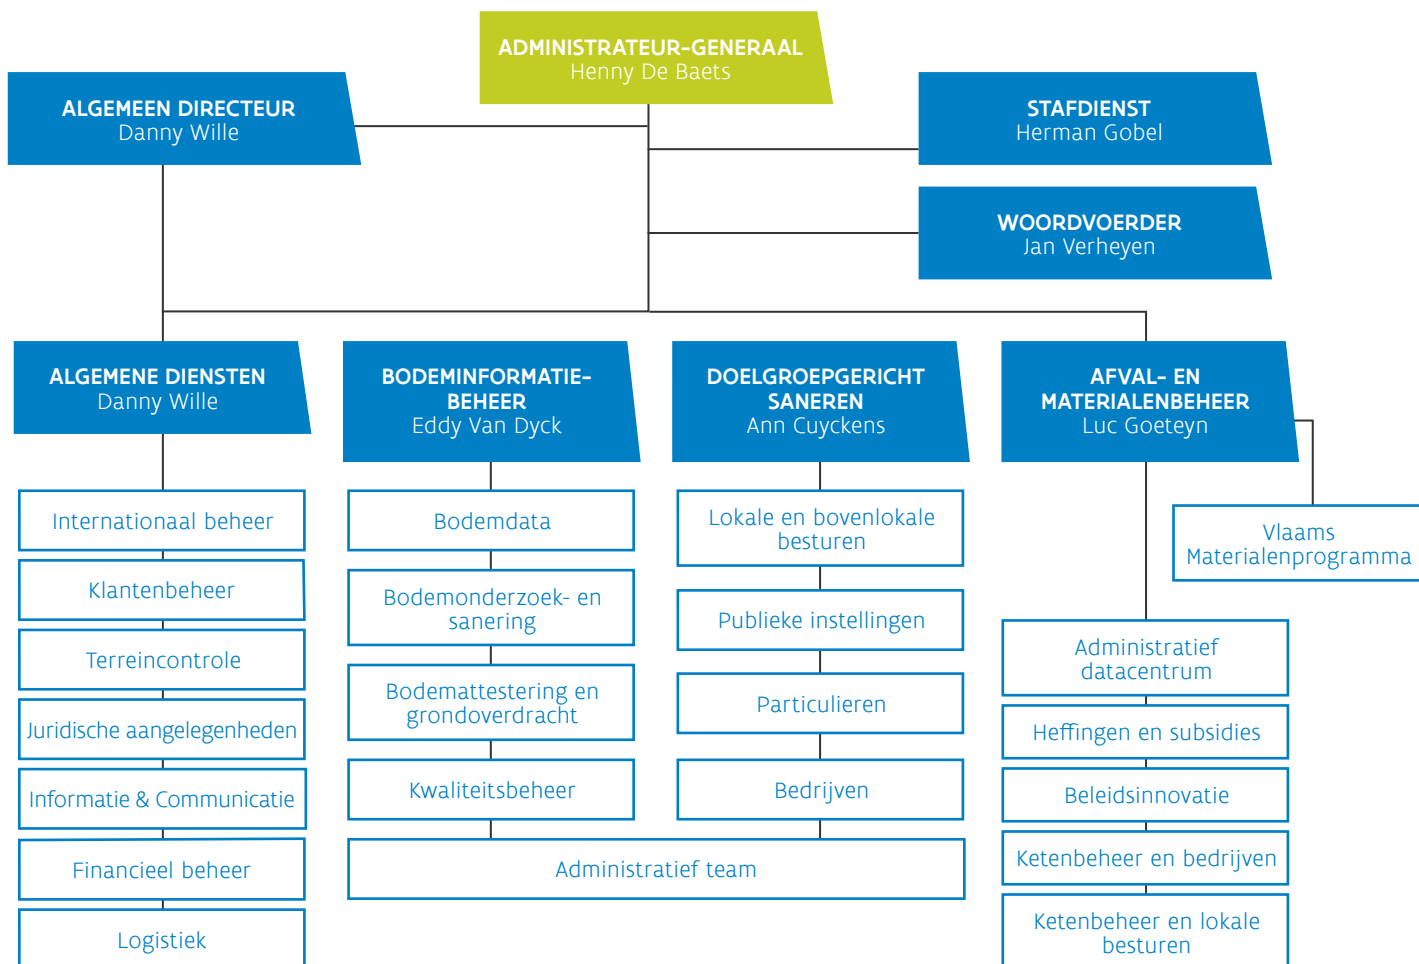 ADMINISTRATEUR-GENERAAL
Henny De Baets
ALGEMEEN DIRECTEUR
Danny Wille
STAFDIENST
Herman Gobel
WOORDVOERDER
Jan Verheyen
ALGEMENE DIENSTEN
Danny Wille
Internationaal beheer
Klantenbeheer
Terreincontrole
Juridische aangelegenheden
Informatie & Communicatie
Financieel beheer
Logistiek
BODEMINFORMATIE-
BEHEER
Eddy Van Dyck
Bodemdata
Bodemonderzoek- en
sanering
Bodemattestering en
grondoverdracht
Kwaliteitsbeheer
DOELGROEPGERICHT
SANEREN
Ann Cuyckens
Lokale en bovenlokale
besturen
Publieke instellingen
Particulieren
Bedrijven
Administratief team
AFVAL- EN
MATERIALENBEHEER
Luc Goeteyn
Vlaams
Materialenprogramma
Administratief
datacentrum
Heffingen en subsidies
Beleidsinnovatie
Ketenbeheer en bedrijven
Ketenbeheer en lokale
besturen